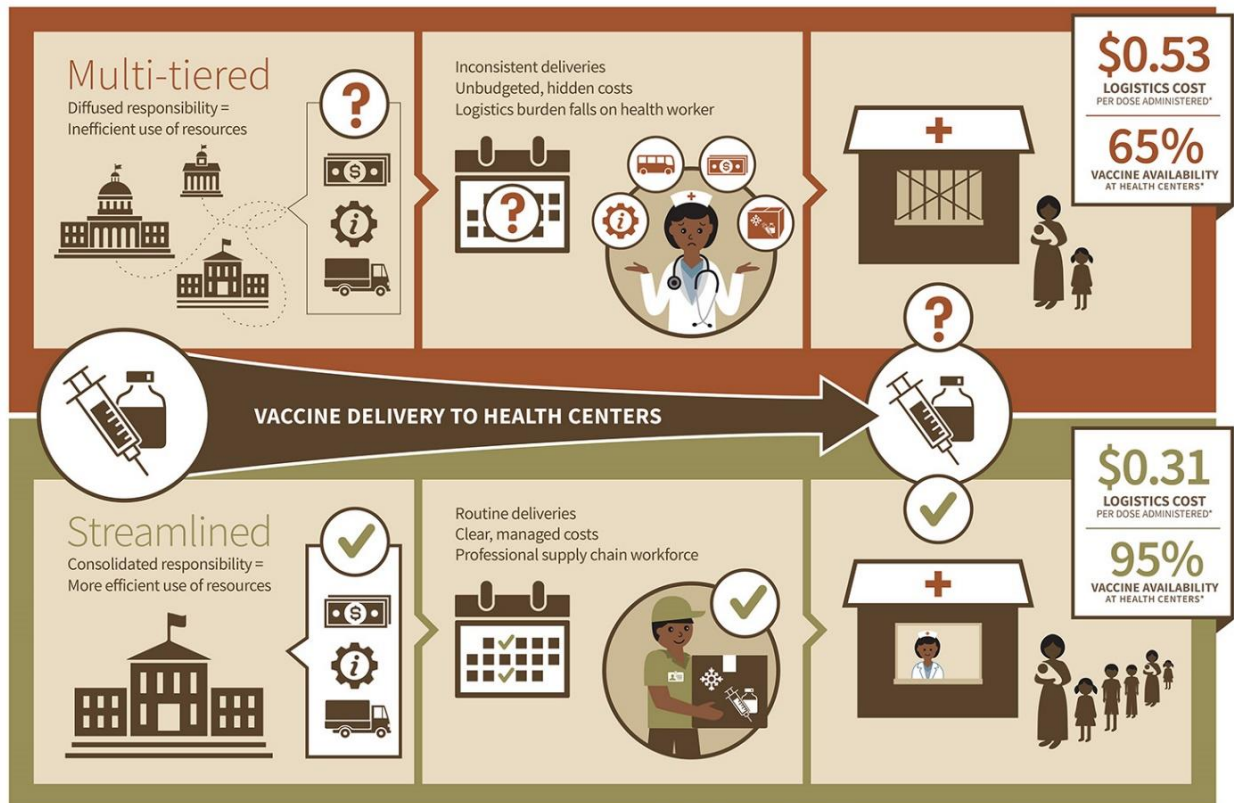 Multi-tiered
Diffused responsibility =
Inefficient use of resources
?
$
i
Inconsistent deliveries
Unbudgeted, hidden costs
Logistics burden falls on health worker
?
$
i
$0.53
LOGISTICS COST
PER DOSE ADMINISTERED*
65%
VACCINE AVAILABILITY
AT HEALTH CENTERS*
?
VACCINE DELIVERY TO HEALTH CENTERS
Streamlined
Consolidated responsibility =
More efficient use of resources
$
i
Routine deliveries
Clear, managed costs
Professional supply chain workforce
$0.31
LOGISTICS COST
PER DOSE ADMINISTERED*
95%
VACCINE AVAILABILITY
AT HEALTH CENTERS*